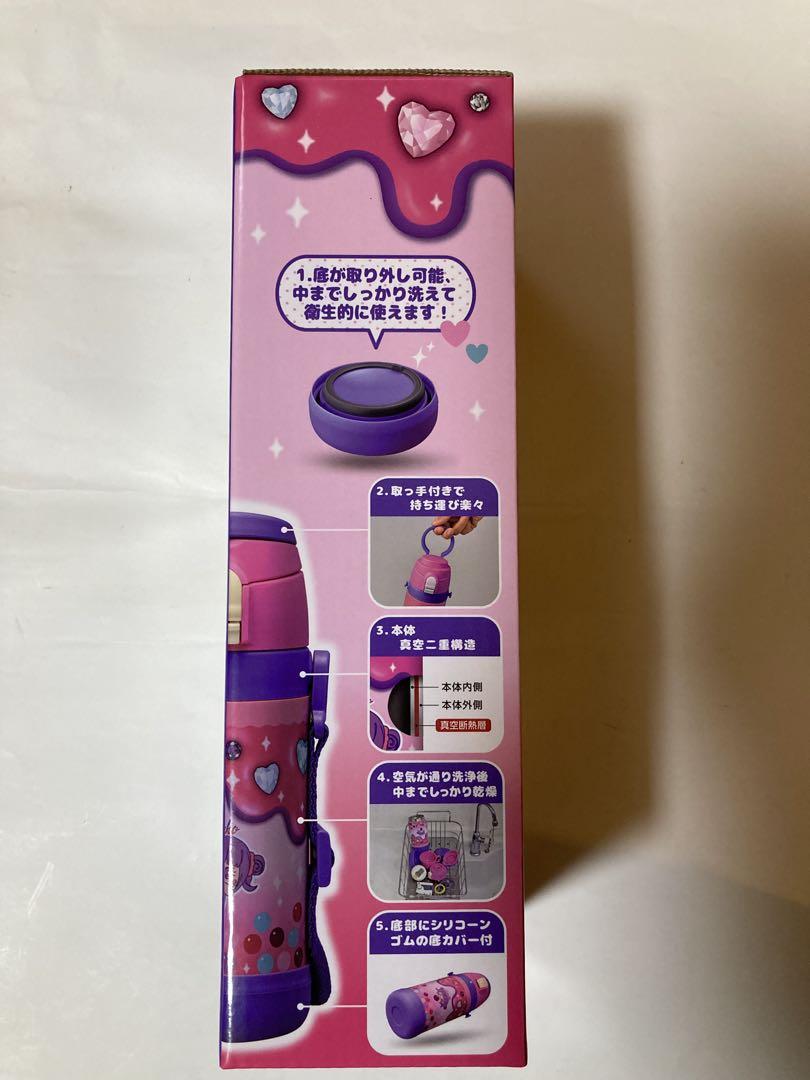 1.底が取り外し可能、
中までしっかり洗えて
衛生的に使えます！
2.取っ手付きで
持ち運び楽々
3.本体
真空二重構造
本体内側
本体外側
真空断熱層
4.空気が通り洗浄後
中までしっかり乾燥
5.底部にシリコーン
ゴムの底カバー付